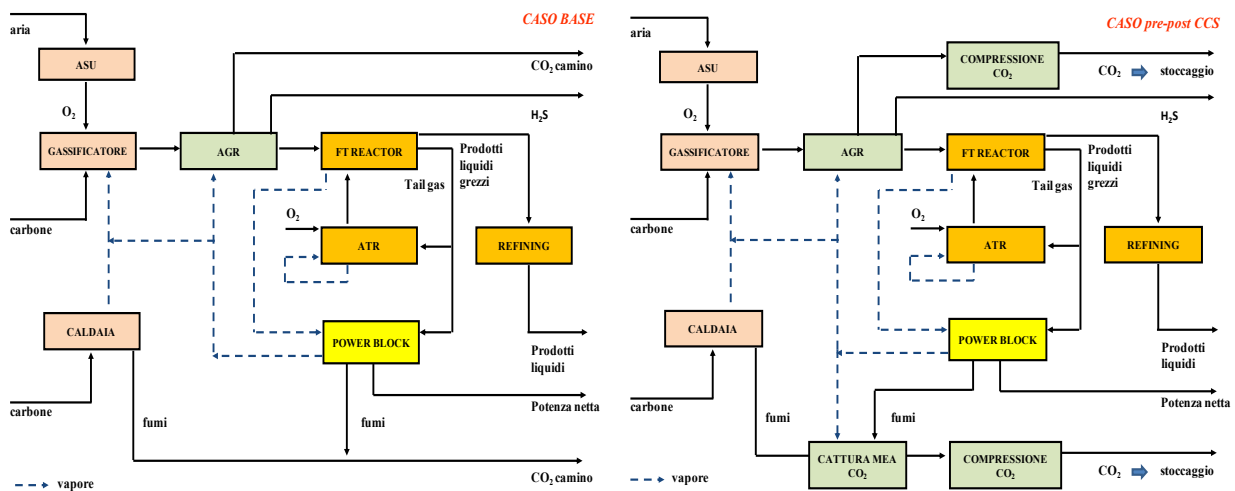 CASO BASE
aria
ASU
CO2 camino
O2
H2S
GASSIFICATORE
AGR
FT REACTOR
Prodotti
liquidi
grezzi
Tail gas
O2
carbone
ATR
REFINING
CALDAIA
POWER BLOCK
Prodotti
liquidi
carbone
Potenza netta
fumi
fumi
vapore
CO2 camino
CASO pre-post CCS
aria
COMPRESSIONE
CO2
ASU
CO2 stoccaggio
O2
H2S
GASSIFICATORE
AGR
FT REACTOR
Prodotti
liquidi
grezzi
Tail gas
O2
carbone
ATR
REFINING
CALDAIA
POWER BLOCK
Prodotti
liquidi
carbone
Potenza netta
fumi
fumi
CATTURA MEA
CO2
COMPRESSIONE
CO2
CO2 stoccaggio
vapore